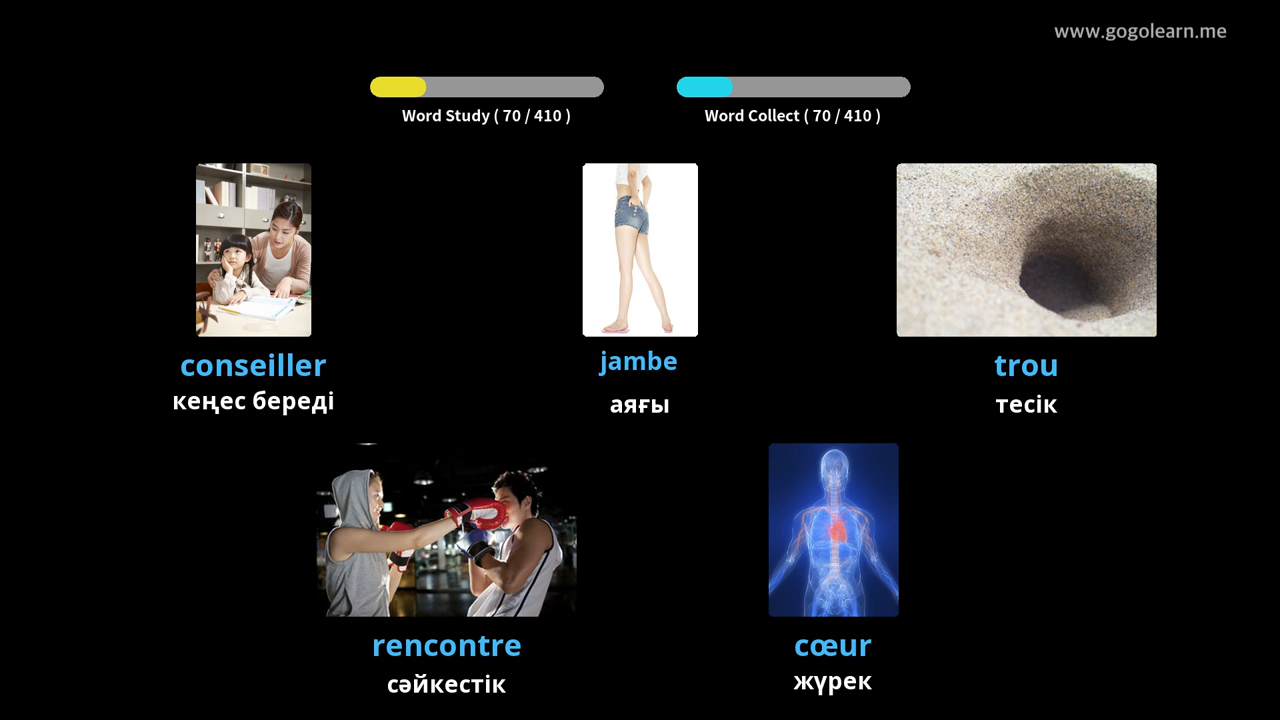 www.gogolearn.me
Word Study ( 70 / 410 )
Word Collect ( 70 / 410 )
conseiller
кеңес береді
jambe
аяғы
trou
тесік
rencontre
сәйкестік
cœur
жүрек